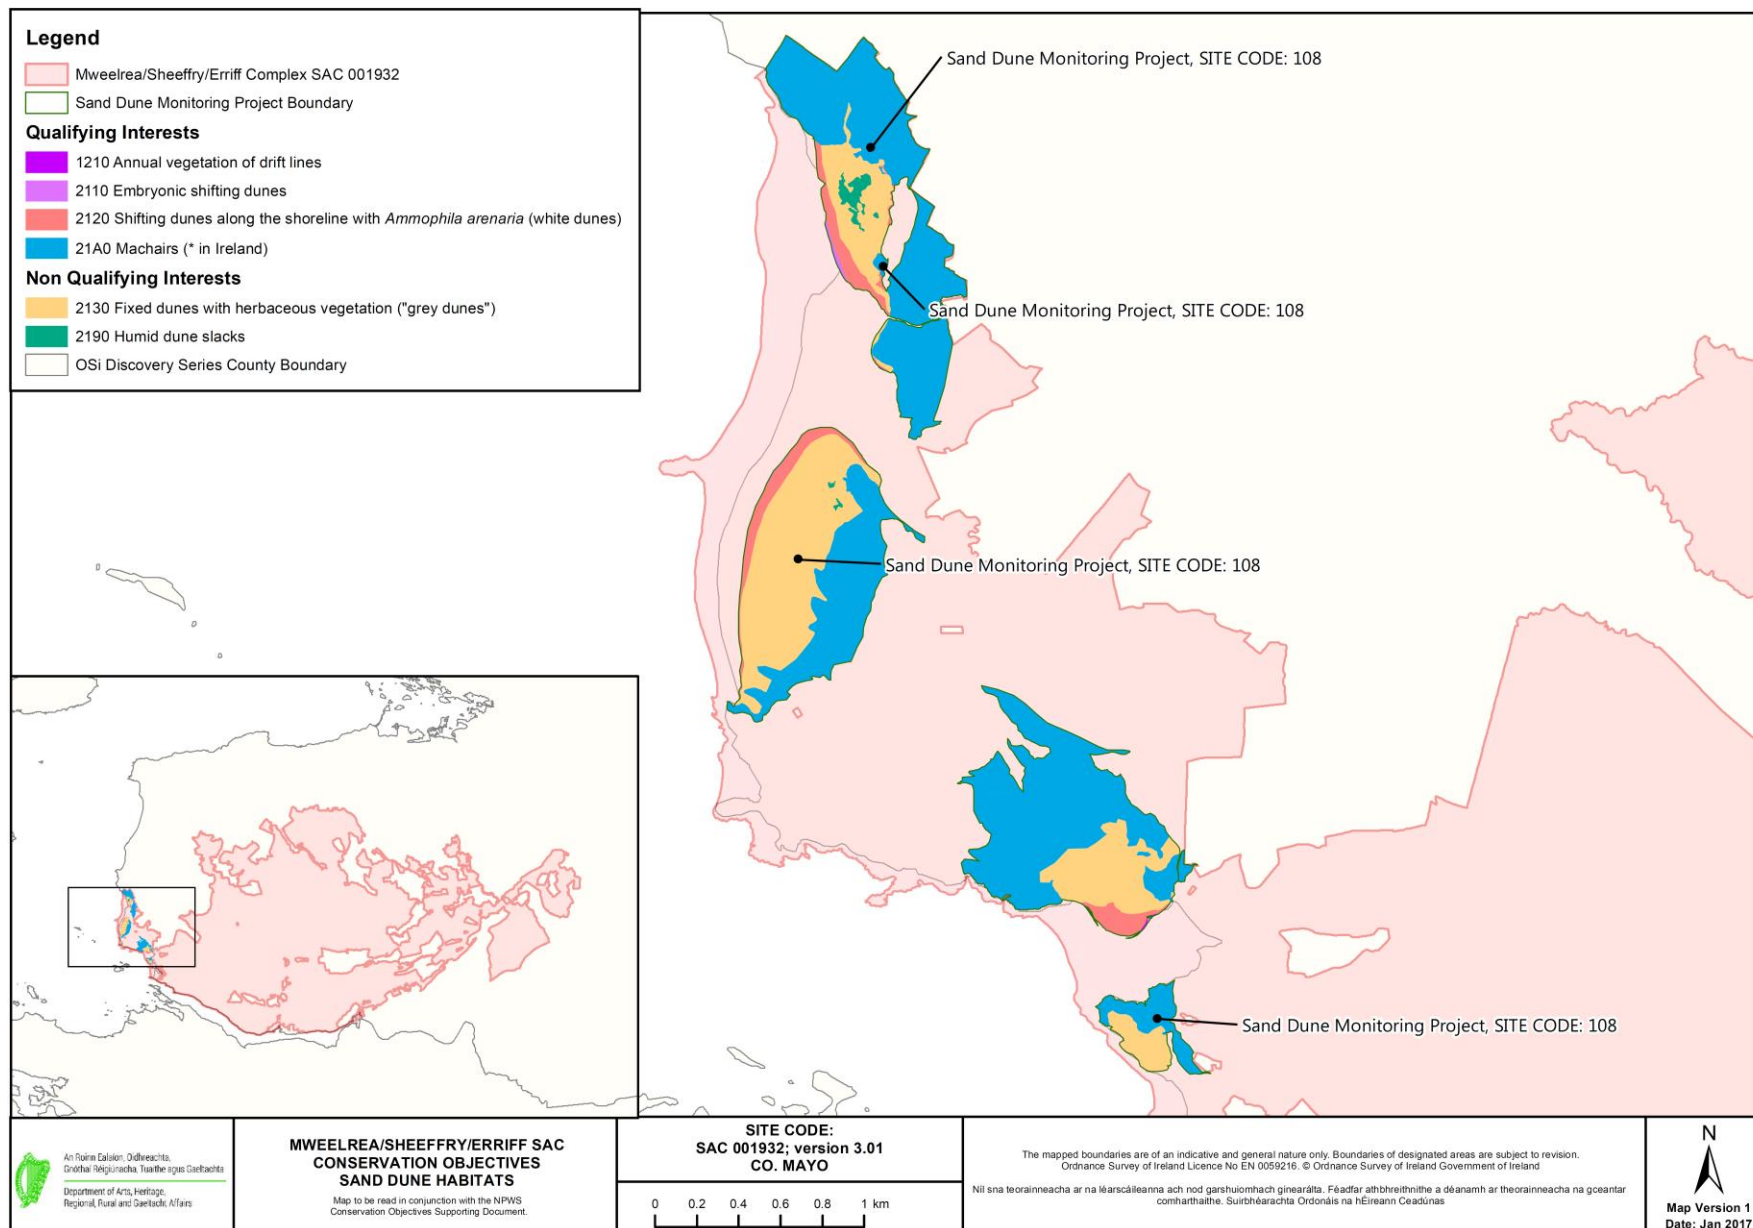 Legend
Mweelrea/Sheeffry/Erriff Complex SAC 001932
Sand Dune Monitoring Project Boundary
Qualifying Interests
1210 Annual vegetation of drift lines
2110 Embryonic shifting dunes
2120 Shifting dunes along the shoreline with Ammophila arenaria (white dunes)
21A0 Machairs (* in Ireland)
Non Qualifying Interests
2130 Fixed dunes with herbaceous vegetation ("grey dunes")
2190 Humid dune slacks
OSi Discovery Series County Boundary
Sand Dune Monitoring Project, SITE CODE: 108
Sand Dune Monitoring Project, SITE CODE: 108
Sand Dune Monitoring Project, SITE CODE: 108
Sand Dune Monitoring Project, SITE CODE: 108
An Roinn Ealaíon, Oidhreachta,
Gnóthaí Réigiúnacha, Tuaithe agus Gaeltachta
Department of Arts, Heritage,
Regional, Rural and Gaeltacht Affairs
MWEELREA/SHEEFFRY/ERRIFF SAC
CONSERVATION OBJECTIVES
SAND DUNE HABITATS
Map to be read in conjunction with the NPWS
Conservation Objectives Supporting Document.
SITE CODE:
SAC 001932; version 3.01
CO. MAYO
0 0.2 0.4 0.6 0.8 1 km
The mapped boundaries are of an indicative and general nature only. Boundaries of designated areas are subject to revision.
Ordnance Survey of Ireland Licence No EN 0059216. © Ordnance Survey of Ireland Government of Ireland
Níl sna teorainneacha ar na léarscáileanna ach nod garshuiomhach ginearálta. Féadfar athbhreithnithe a déanamh ar theorainneacha na gceantar
comharthaithe. Suirbhéarachta Ordonáis na hÉireann Ceadúnas
N
Map Version 1
Date: Jan 2017